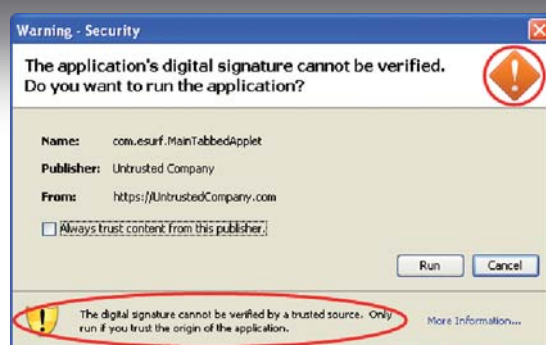 Warning - Security
The application's digital signature cannot be verified.
Do you want to run the application?
Name: com.esurf.MainTabbedApplet
Publisher: Untrusted Company
From: https://UntrustedCompany.com
Always trust content from this publisher.
Run Cancel
The digital signature cannot be verified by a trusted source. Only
run if you trust the origin of the application.
More Information...